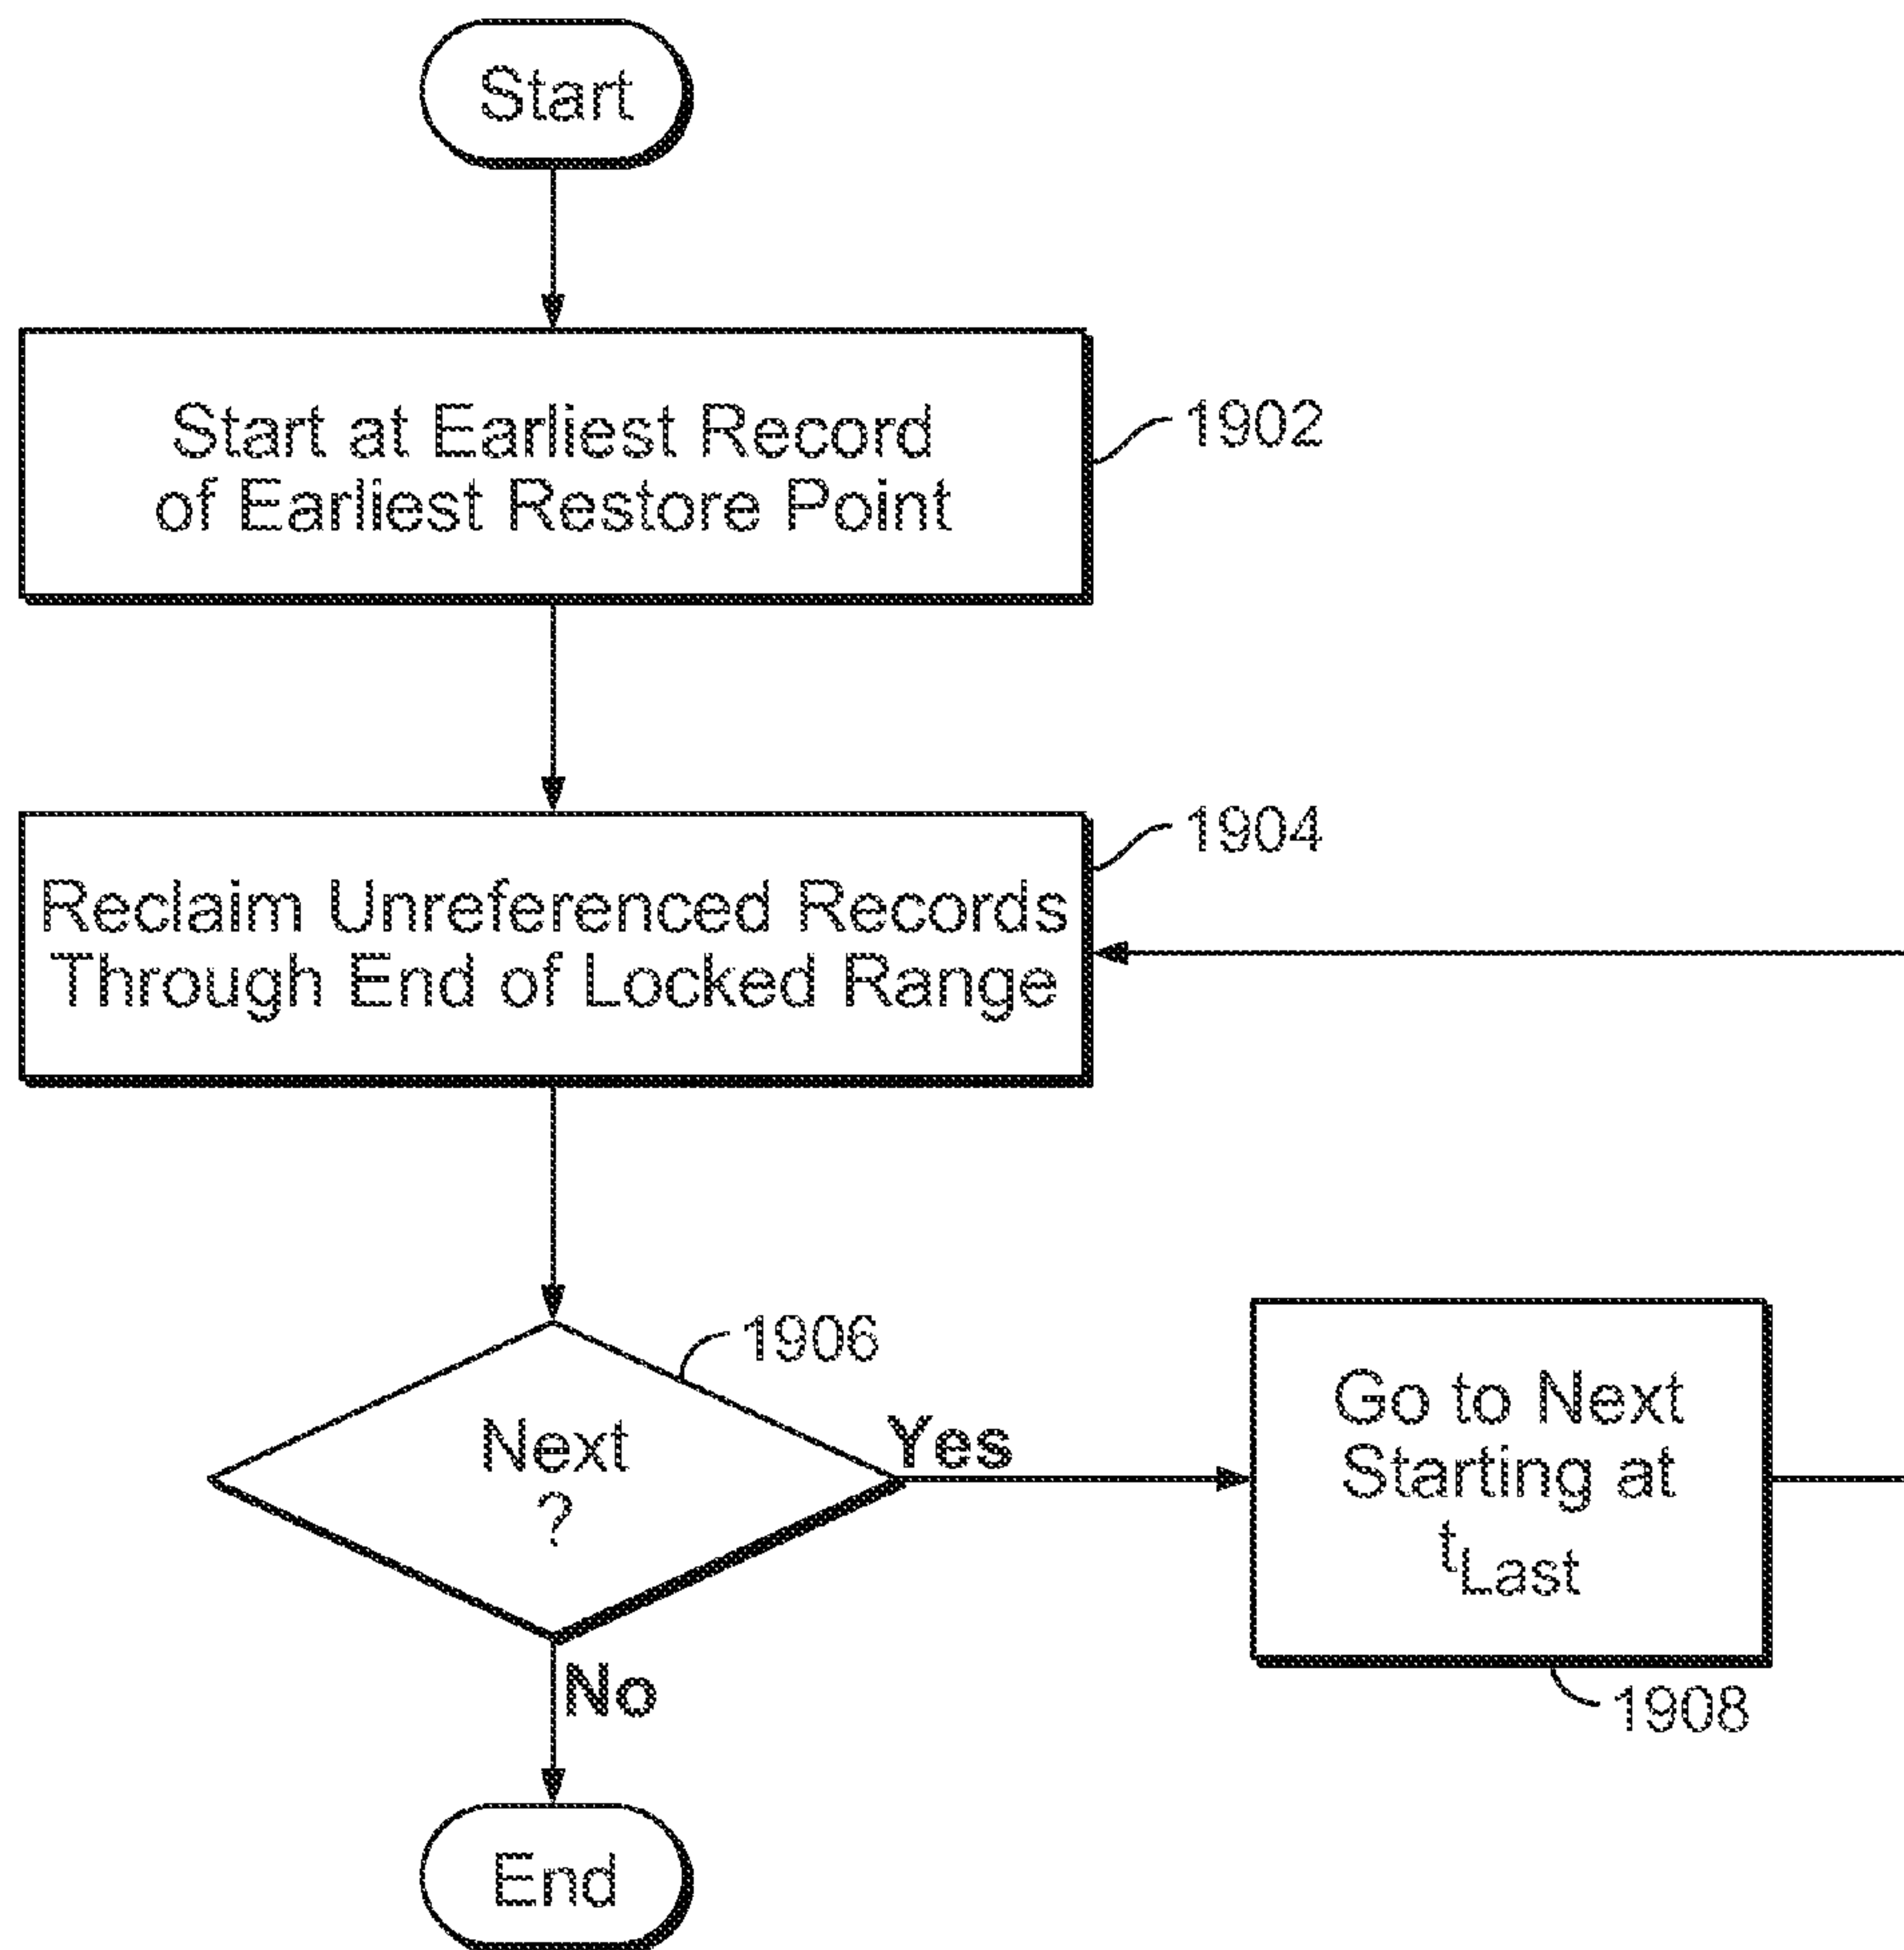 Start
Start at Earliest Record
of Earliest Restore Point
1902
Reclaim Unreferenced Records
Through End of Locked Range
1904
Next
?
1906
Yes
Go to Next
Starting at
tLast
1908
No
End